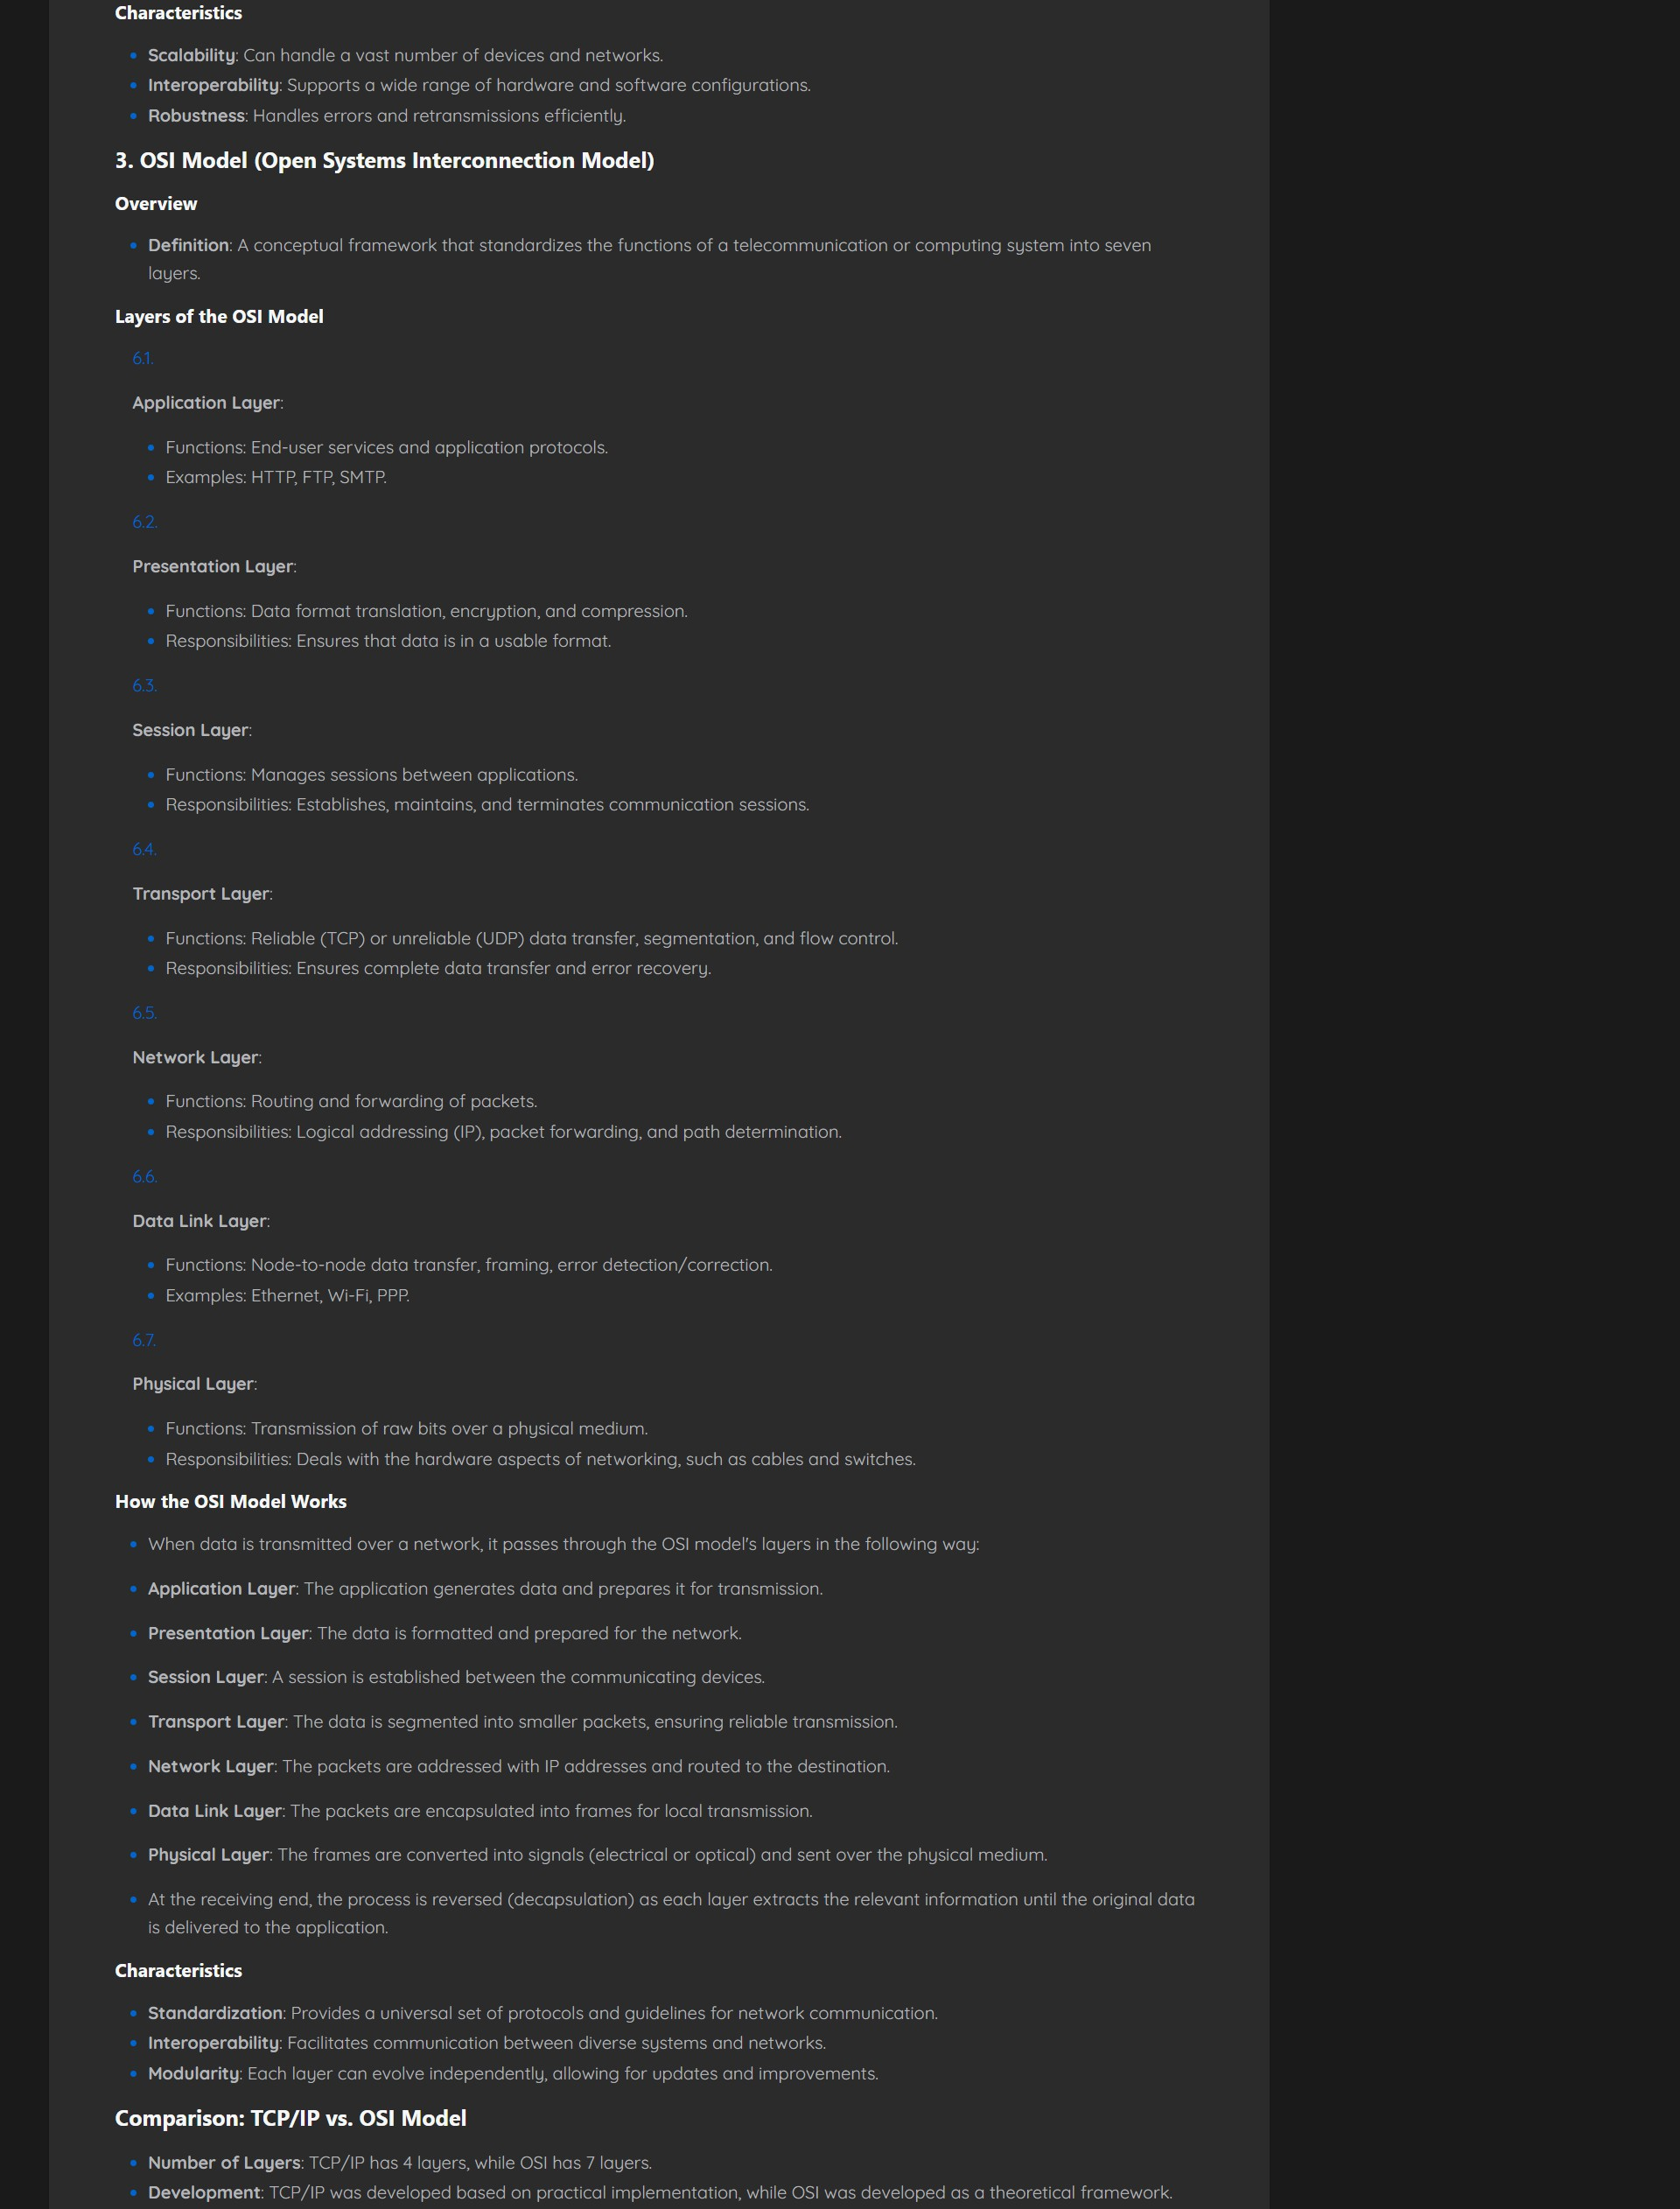 Characteristics
Scalability: Can handle a vast number of devices and networks.
Interoperability: Supports a wide range of hardware and software configurations.
Robustness: Handles errors and retransmissions efficiently.
3. OSI Model (Open Systems Interconnection Model)
Overview
Definition: A conceptual framework that standardizes the functions of a telecommunication or computing system into seven
layers.
Layers of the OSI Model
6.1.
Application Layer:
Functions: End-user services and application protocols.
Examples: HTTP, FTP, SMTP.
6.2.
Presentation Layer:
Functions: Data format translation, encryption, and compression.
Responsibilities: Ensures that data is in a usable format.
6.3.
Session Layer:
Functions: Manages sessions between applications.
Responsibilities: Establishes, maintains, and terminates communication sessions.
6.4.
Transport Layer:
Functions: Reliable (TCP) or unreliable (UDP) data transfer, segmentation, and flow control.
Responsibilities: Ensures complete data transfer and error recovery.
6.5.
Network Layer:
Functions: Routing and forwarding of packets.
Responsibilities: Logical addressing (IP), packet forwarding, and path determination.
6.6.
Data Link Layer:
Functions: Node-to-node data transfer, framing, error detection/correction.
Examples: Ethernet, Wi-Fi, PPP.
6.7.
Physical Layer:
Functions: Transmission of raw bits over a physical medium.
Responsibilities: Deals with the hardware aspects of networking, such as cables and switches.
How the OSI Model Works
When data is transmitted over a network, it passes through the OSI model's layers in the following way:
Application Layer: The application generates data and prepares it for transmission.
Presentation Layer: The data is formatted and prepared for the network.
Session Layer: A session is established between the communicating devices.
Transport Layer: The data is segmented into smaller packets, ensuring reliable transmission.
Network Layer: The packets are addressed with IP addresses and routed to the destination.
Data Link Layer: The packets are encapsulated into frames for local transmission.
Physical Layer: The frames are converted into signals (electrical or optical) and sent over the physical medium.
At the receiving end, the process is reversed (decapsulation) as each layer extracts the relevant information until the original data
is delivered to the application.
Characteristics
Standardization: Provides a universal set of protocols and guidelines for network communication.
Interoperability: Facilitates communication between diverse systems and networks.
Modularity: Each layer can evolve independently, allowing for updates and improvements.
Comparison: TCP/IP vs. OSI Model
Number of Layers: TCP/IP has 4 layers, while OSI has 7 layers.
Development: TCP/IP was developed based on practical implementation, while OSI was developed as a theoretical framework.